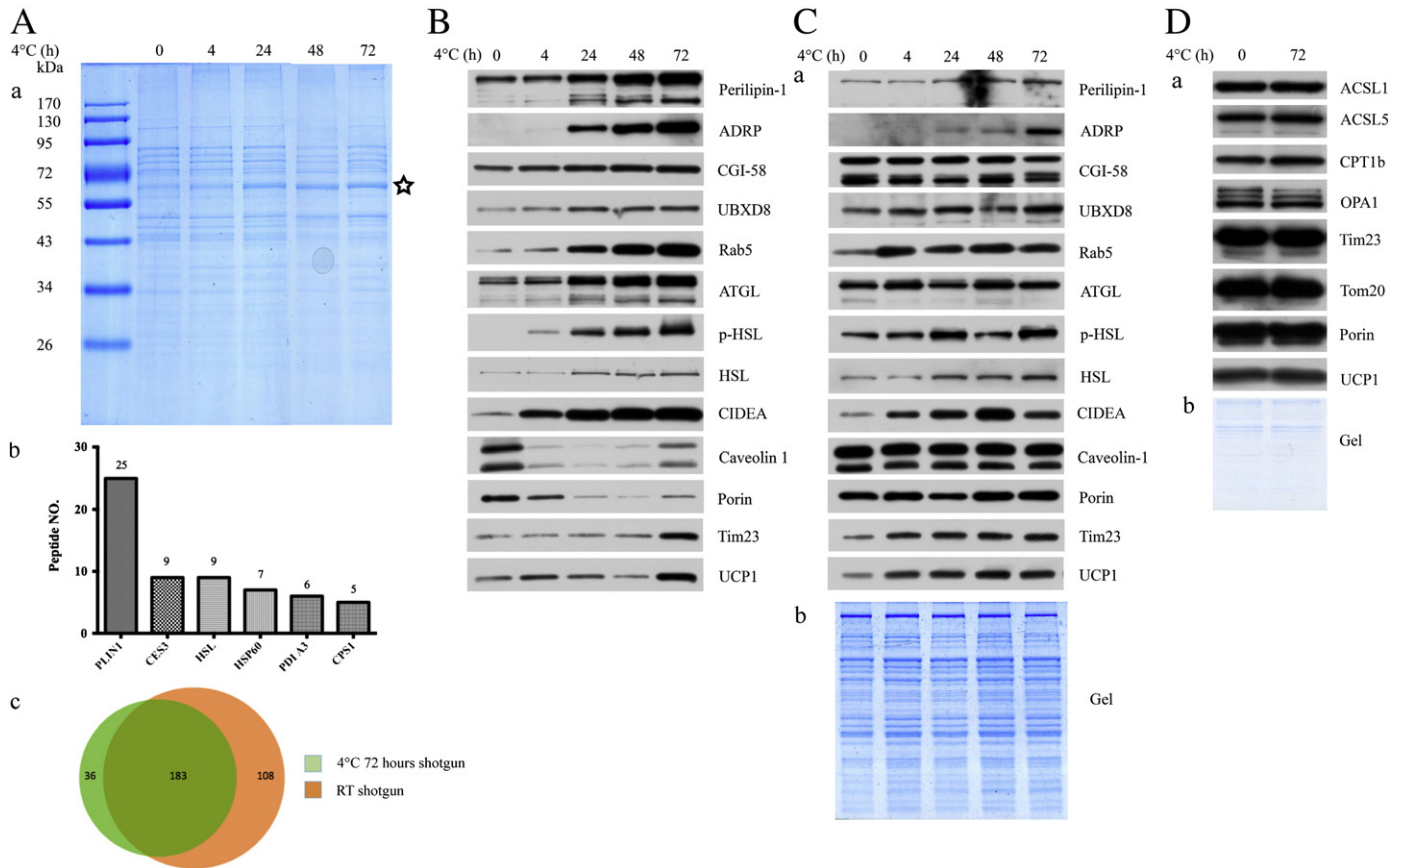 A
4°C (h) 0 4 24 48 72
kDa
a
170
130
95
72
55
43
34
26
b
Peptide NO.
30
20
10
0
25
9
9
7
6
5
PLIN1
CES3
HSL
HSP60
PDI A3
CPS1
c
36
183
108
4°C 72 hours shotgun
RT shotgun
B
4°C (h) 0 4 24 48 72
Perilipin-1
ADRP
CGI-58
UBXD8
Rab5
ATGL
p-HSL
HSL
CIDEA
Caveolin 1
Porin
Tim23
UCP1
C
4°C (h) 0 4 24 48 72
a
Perilipin-1
ADRP
CGI-58
UBXD8
Rab5
ATGL
p-HSL
HSL
CIDEA
Caveolin-1
Porin
Tim23
UCP1
b
Gel
D
4°C (h) 0 72
a
ACSL1
ACSL5
CPT1b
OPA1
Tim23
Tom20
Porin
UCP1
b
Gel